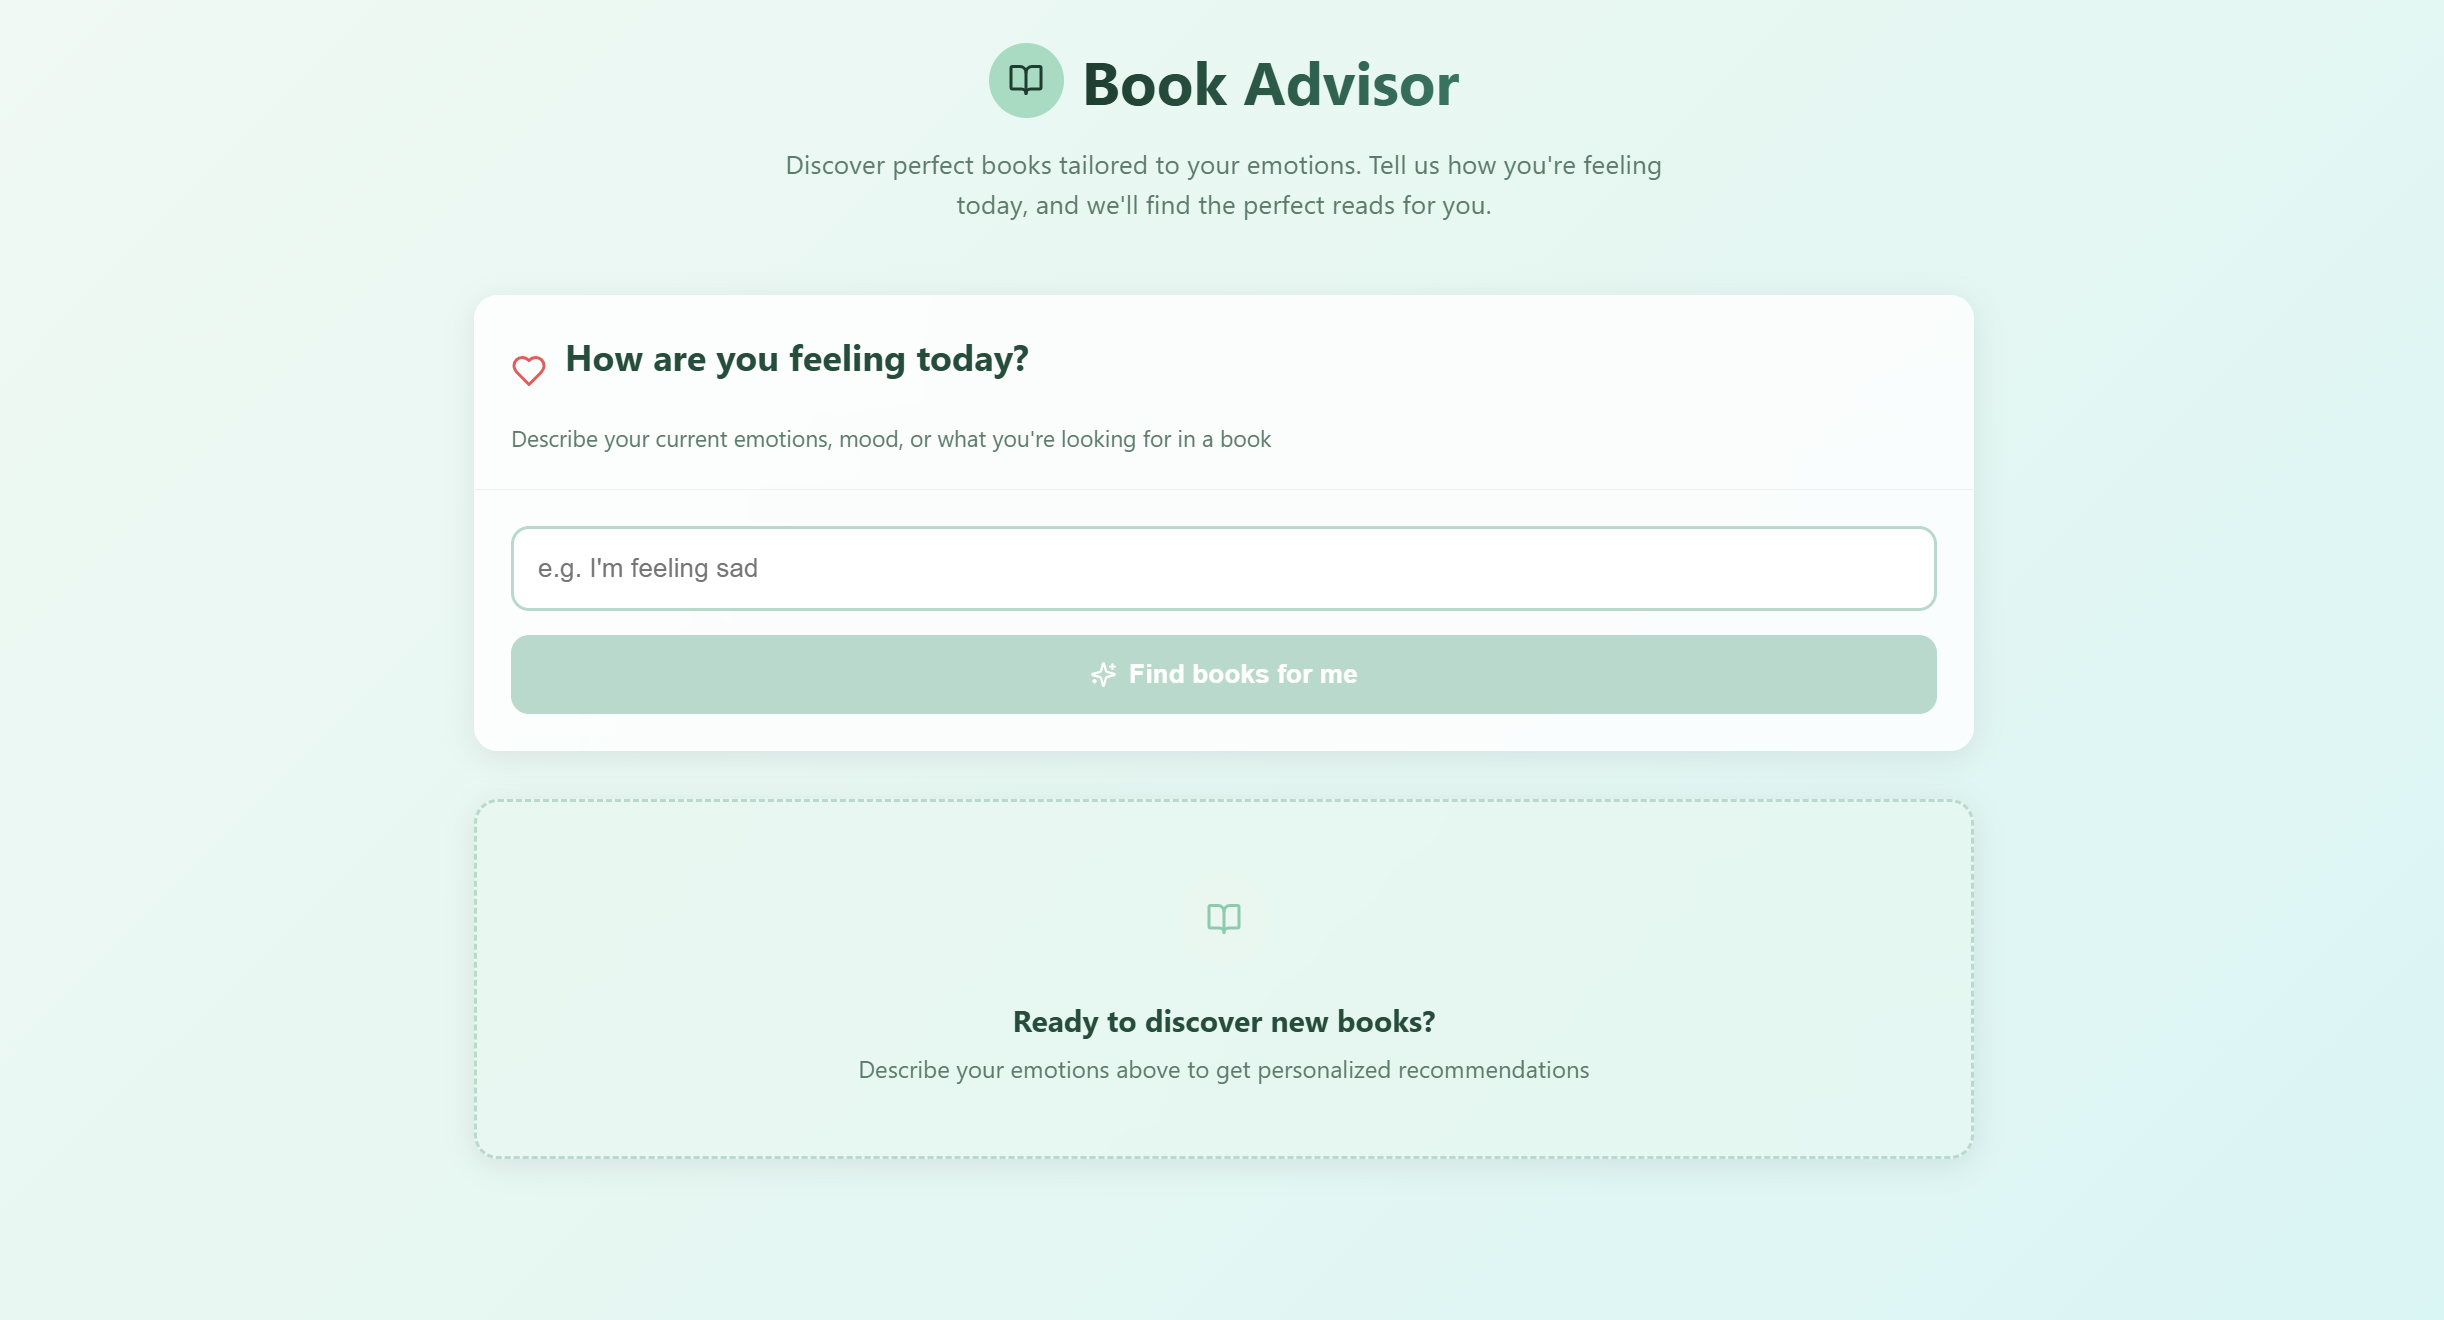 Book Advisor
Discover perfect books tailored to your emotions. Tell us how you're feeling
today, and we'll find the perfect reads for you.
How are you feeling today?
Describe your current emotions, mood, or what you're looking for in a book
e.g. I'm feeling sad
Find books for me
Ready to discover new books?
Describe your emotions above to get personalized recommendations